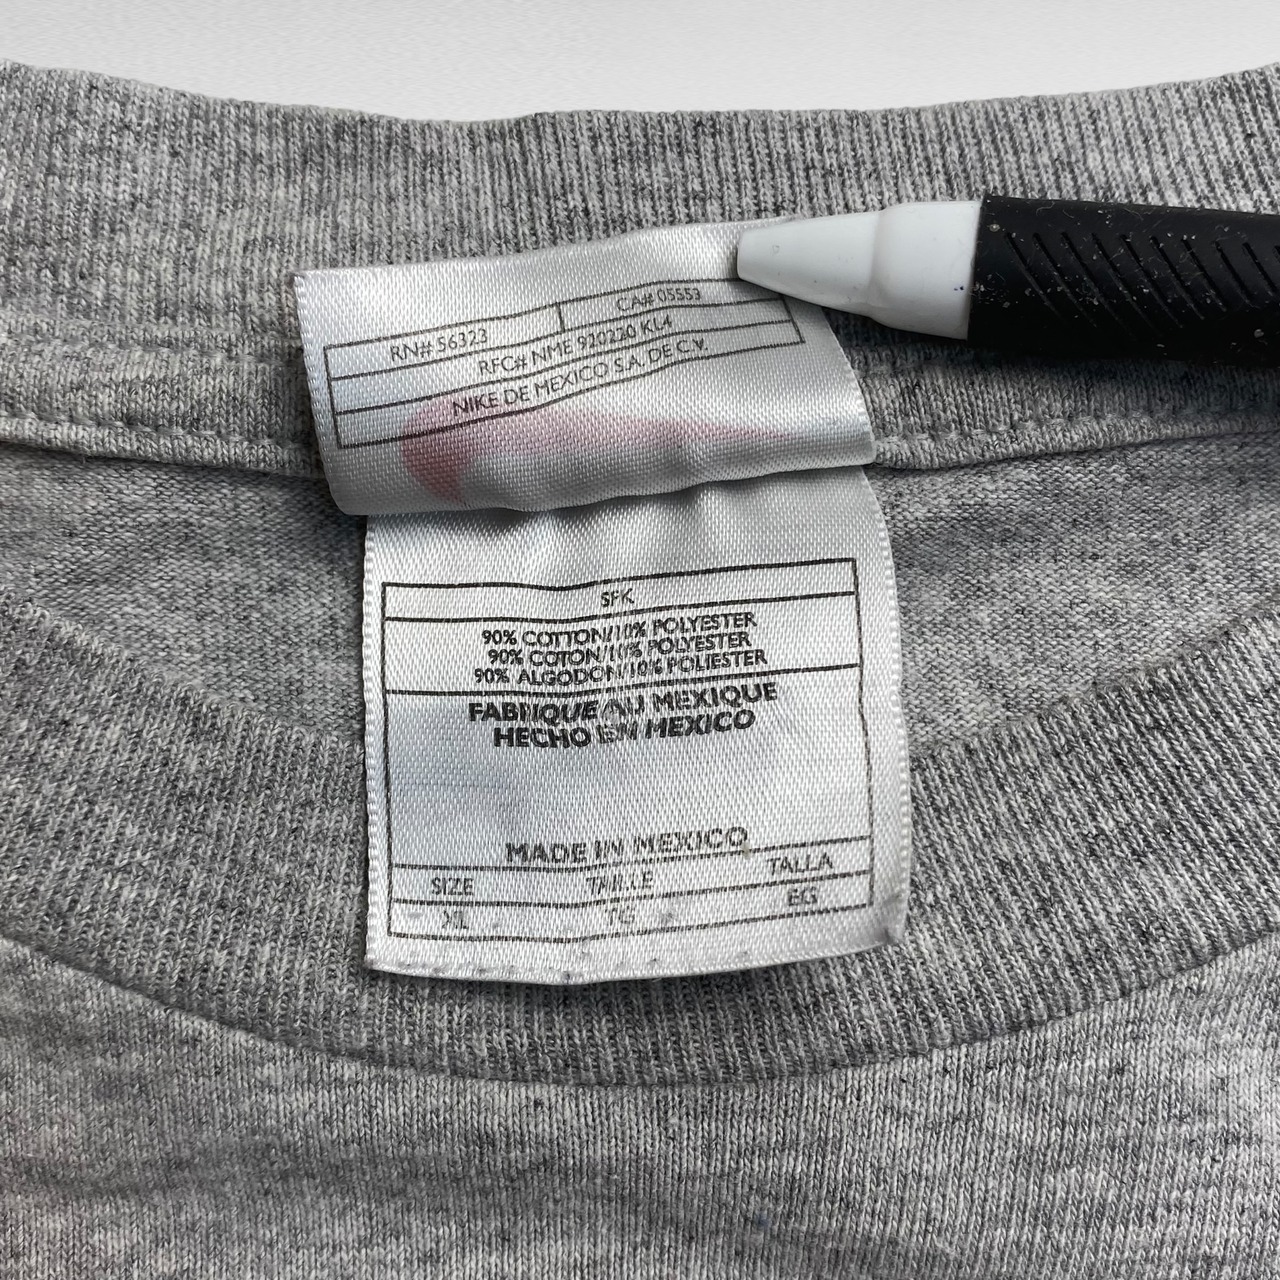 RN# 56323 CA# 05553
RFC# NME 920230 KL4
NIKE DE MEXICO S.A. DE C.V.
SFK
90% COTTON/10% POLYESTER
90% COTON/10% POLYESTER
90% ALGODON/10% POLIESTER
FABRIQUE AU MEXIQUE
HECHO EN MEXICO
MADE IN MEXICO
SIZE TAILLE TALLA
XL TG EG